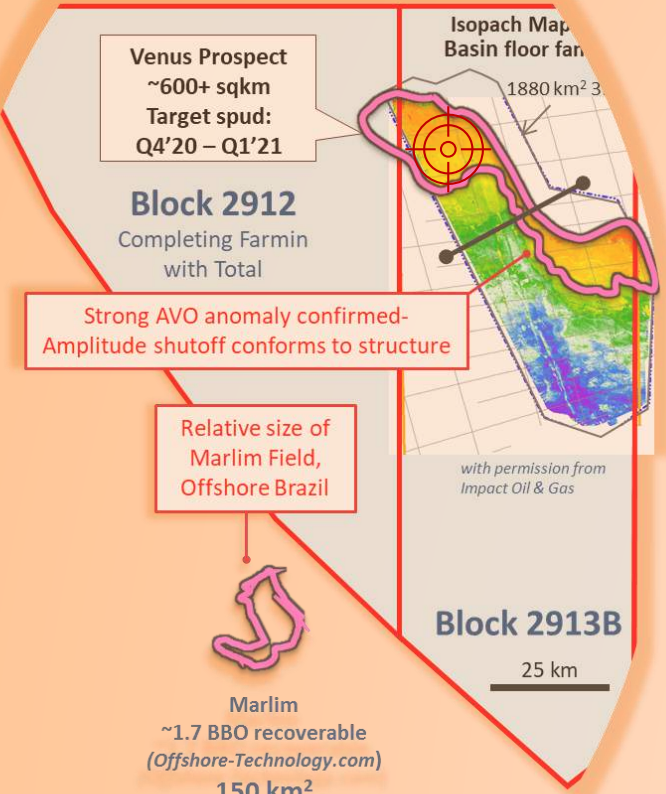 Isopach Map
Basin floor fan
1880 km² 3
Venus Prospect
~600+ sqkm
Target spud:
Q4'20 – Q1'21
Block 2912
Completing Farmin
with Total
Strong AVO anomaly confirmed-
Amplitude shutoff conforms to structure
Relative size of
Marlim Field,
Offshore Brazil
with permission from
Impact Oil & Gas
Block 2913B
25 km
Marlim
~1.7 BBO recoverable
(Offshore-Technology.com)
150 km²